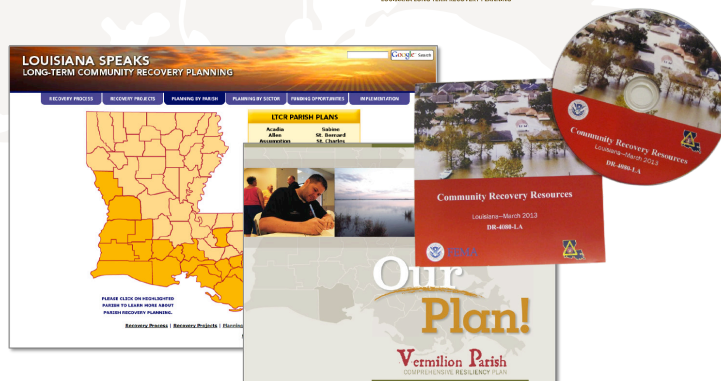 LOUISIANA SPEAKS
LONG-TERM COMMUNITY RECOVERY PLANNING
Google Search
RECOVERY PROCESS
RECOVERY PROJECTS
PLANNING BY PARISH
PLANNING BY SECTOR
FUNDING OPPORTUNITIES
IMPLEMENTATION
LTCR PARISH PLANS
Acadia
Allen
Assumption
Sabine
St. Bernard
St. Charles
PLEASE CLICK ON HIGHLIGHTED
PARISH TO LEARN MORE ABOUT
PARISH RECOVERY PLANNING.
Recovery Process | Recovery Projects | Planning
Our
Plan!
Vermilion Parish
COMPREHENSIVE RESILIENCY PLAN
Community Recovery Resources
Louisiana—March 2013
DR-4080-LA
FEMA
Community Recovery Resources
Louisiana—March 2013
DR-4080-LA